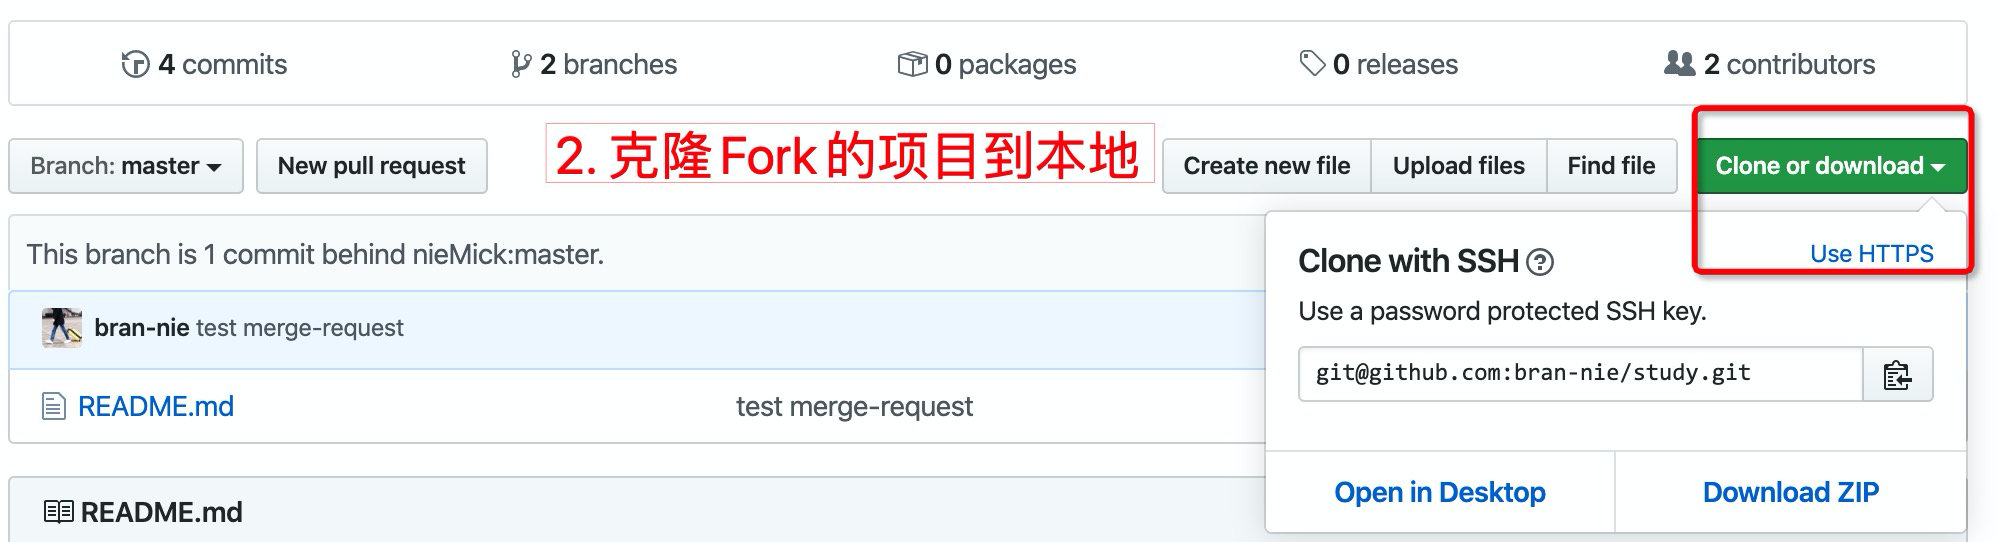 4 commits
2 branches
0 packages
0 releases
2 contributors
Branch: master
New pull request
2. 克隆Fork的项目到本地
Create new file
Upload files
Find file
Clone or download
This branch is 1 commit behind nieMick:master.
Clone with SSH ?
Use HTTPS
Use a password protected SSH key.
bran-nie test merge-request
git@github.com:bran-nie/study.git
README.md
test merge-request
Open in Desktop
Download ZIP
README.md